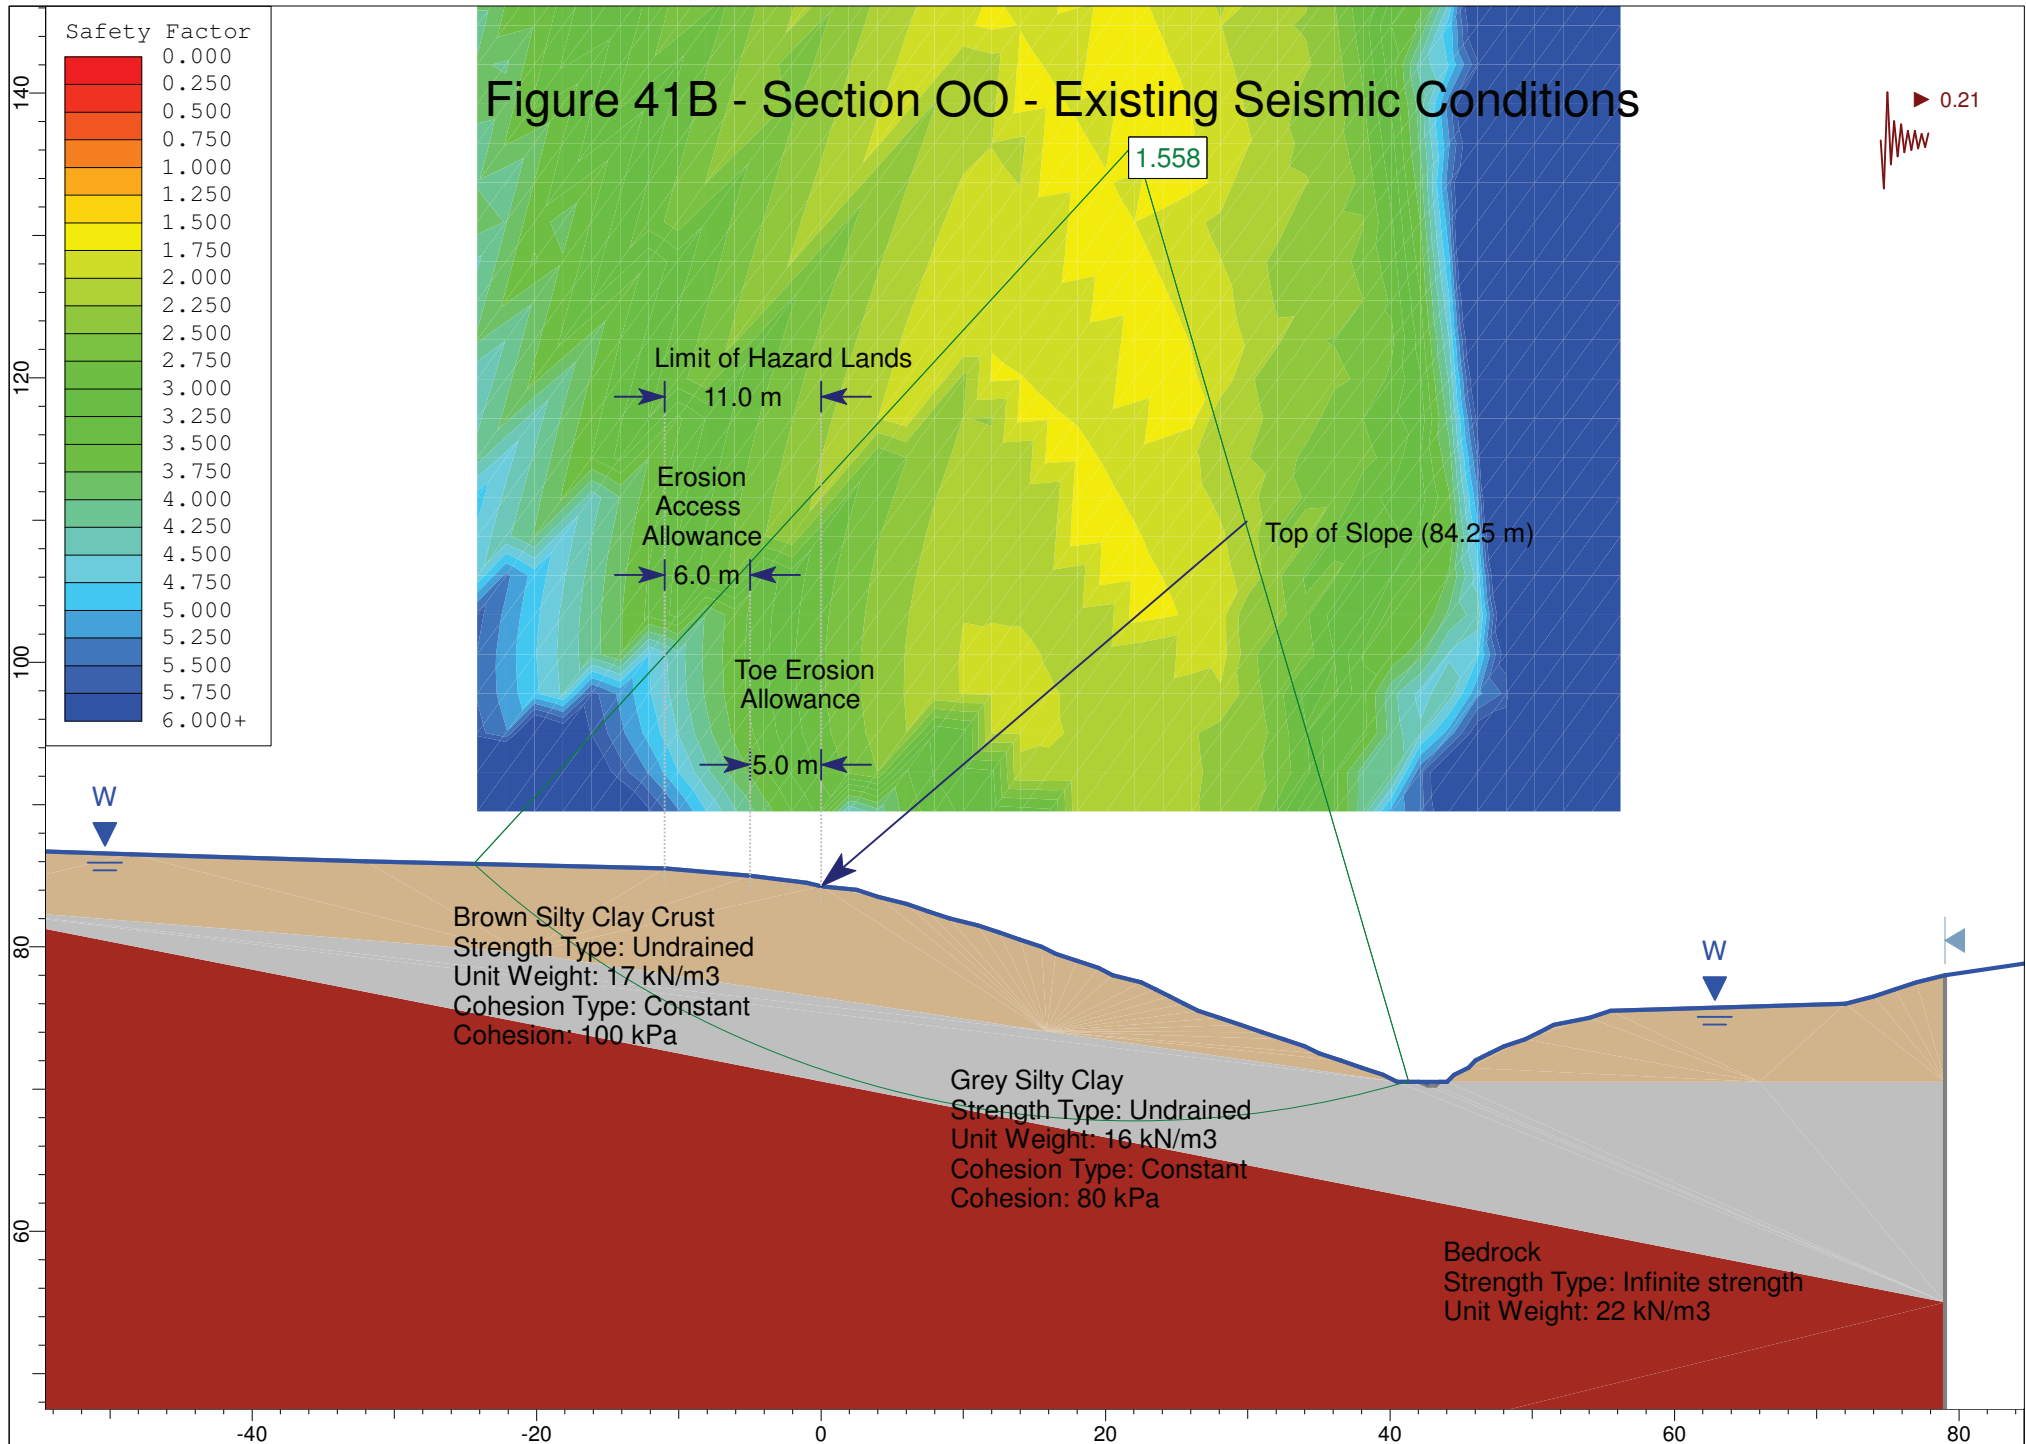 Safety Factor
0.000
0.250
0.500
0.750
1.000
1.250
1.500
1.750
2.000
2.250
2.500
2.750
3.000
3.250
3.500
3.750
4.000
4.250
4.500
4.750
5.000
5.250
5.500
5.750
6.000+
Figure 41B - Section OO - Existing Seismic Conditions
0.21
1.558
Limit of Hazard Lands
11.0 m
Erosion
Access
Allowance
6.0 m
Top of Slope (84.25 m)
Toe Erosion
Allowance
5.0 m
W
W
Brown Silty Clay Crust
Strength Type: Undrained
Unit Weight: 17 kN/m3
Cohesion Type: Constant
Cohesion: 100 kPa
Grey Silty Clay
Strength Type: Undrained
Unit Weight: 16 kN/m3
Cohesion Type: Constant
Cohesion: 80 kPa
Bedrock
Strength Type: Infinite strength
Unit Weight: 22 kN/m3
140
120
100
80
60
-40
-20
0
20
40
60
80